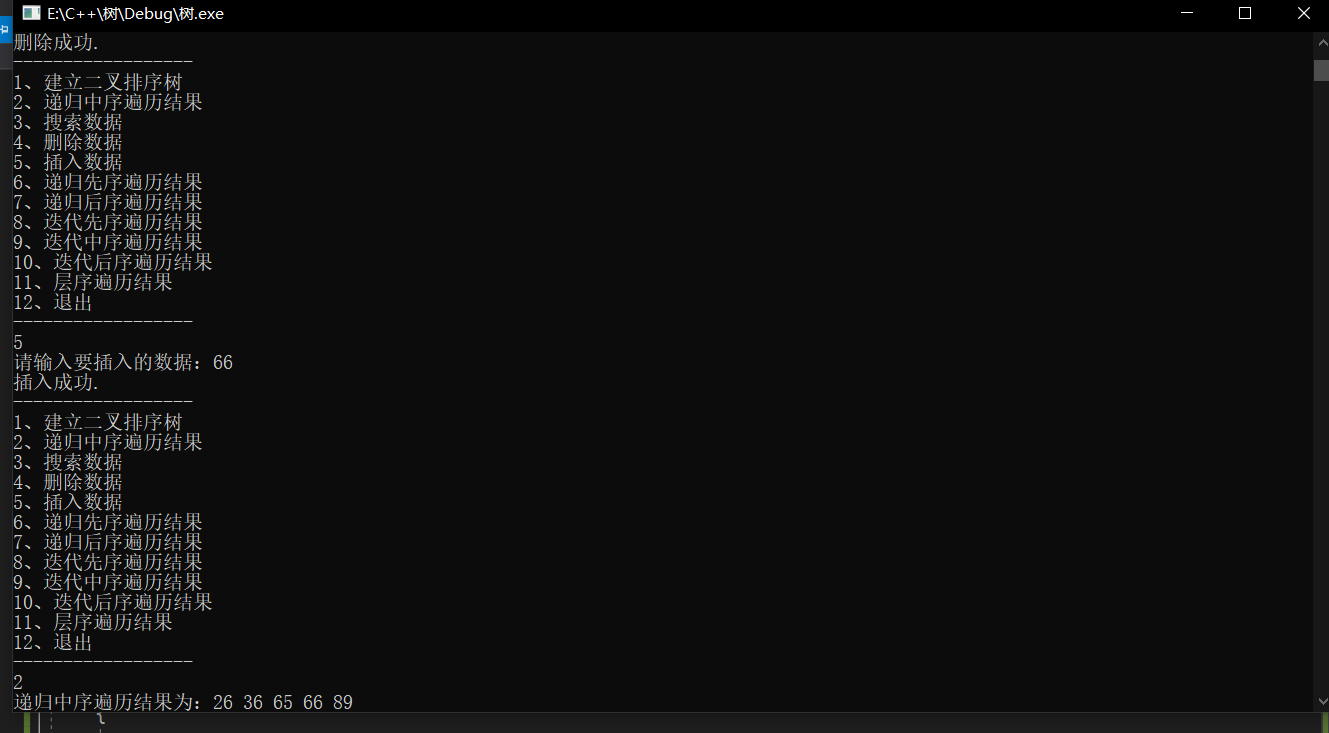 E:\C++\树\Debug\树.exe
删除成功.
------------------
1、建立二叉排序树
2、递归中序遍历结果
3、搜索数据
4、删除数据
5、插入数据
6、递归先序遍历结果
7、递归后序遍历结果
8、迭代先序遍历结果
9、迭代中序遍历结果
10、迭代后序遍历结果
11、层序遍历结果
12、退出
------------------
5
请输入要插入的数据：66
插入成功.
------------------
1、建立二叉排序树
2、递归中序遍历结果
3、搜索数据
4、删除数据
5、插入数据
6、递归先序遍历结果
7、递归后序遍历结果
8、迭代先序遍历结果
9、迭代中序遍历结果
10、迭代后序遍历结果
11、层序遍历结果
12、退出
------------------
2
递归中序遍历结果为：26 36 65 66 89
}